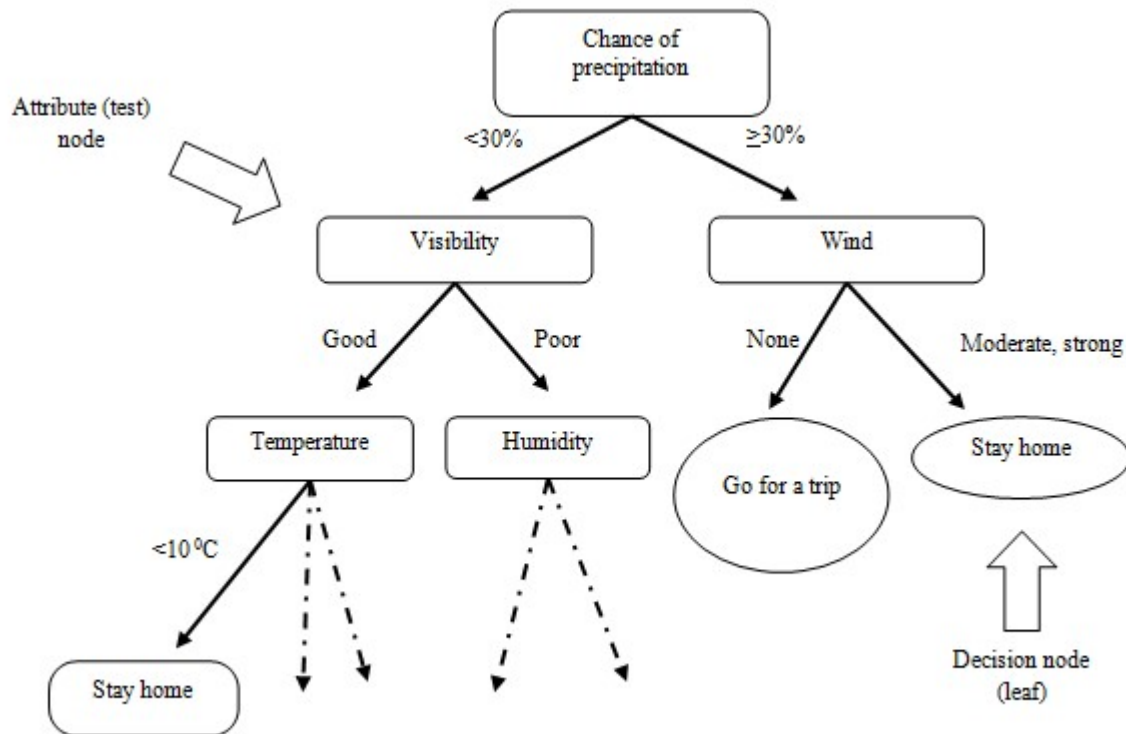 Chance of
precipitation
Attribute (test)
node
<30%
≥30%
Visibility
Wind
Good
Poor
None
Moderate, strong
Temperature
Humidity
Go for a trip
Stay home
<10 ⁰C
Stay home
Decision node
(leaf)